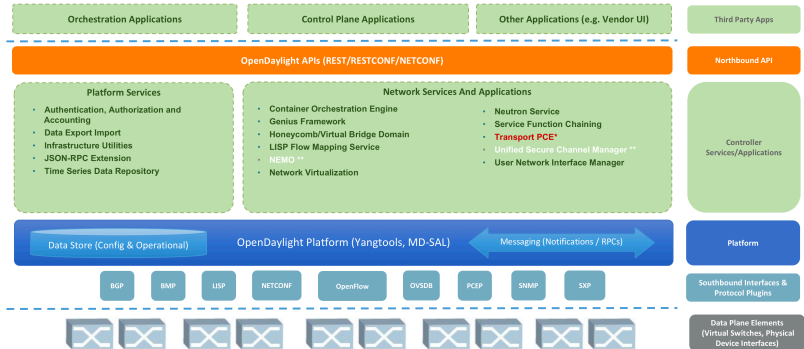 Orchestration Applications
Control Plane Applications
Other Applications (e.g. Vendor UI)
Third Party Apps
OpenDaylight APIs (REST/RESTCONF/NETCONF)
Northbound API
Platform Services
• Authentication, Authorization and
Accounting
• Data Export Import
• Infrastructure Utilities
• JSON-RPC Extension
• Time Series Data Repository
Network Services And Applications
• Container Orchestration Engine
• Genius Framework
• Honeycomb/Virtual Bridge Domain
• LISP Flow Mapping Service
• NEMO **
• Network Virtualization
• Neutron Service
• Service Function Chaining
• Transport PCE*
• Unified Secure Channel Manager **
• User Network Interface Manager
Controller
Services/Applications
Data Store (Config & Operational)
OpenDaylight Platform (Yangtools, MD-SAL)
Messaging (Notifications / RPCs)
Platform
BGP
BMP
LISP
NETCONF
OpenFlow
OVSDB
PCEP
SNMP
SXP
Southbound Interfaces &
Protocol Plugins
Data Plane Elements
(Virtual Switches, Physical
Device Interfaces)